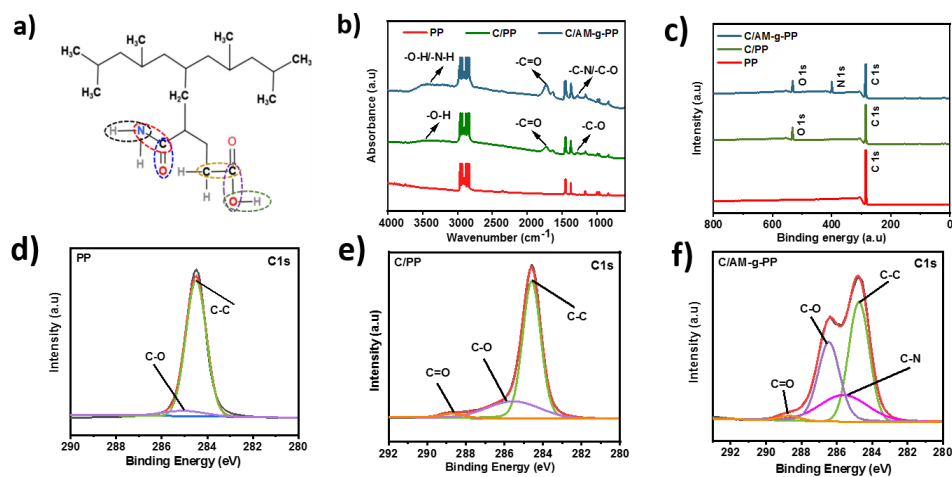 a)
CH₃
CH₃
CH₃
H₃C
CH₃
H₃C
H₂C
H
N
C
H
O
H
C
C
O
H
O
H
b)
PP
C/PP
C/AM-g-PP
-O-H/-N-H
-C=O
-C-N/-C-O
-O-H
-C=O
-C-O
Absorbance (a.u)
4000
3000
2000
1500
1000
Wavenumber (cm⁻¹)
c)
C/AM-g-PP
C/PP
PP
O 1s
N 1s
C 1s
O 1s
C 1s
C 1s
Intensity (a.u)
800
600
400
200
0
Binding energy (a.u)
d)
PP
C1s
C-C
C-O
Intensity (a.u)
290
288
286
284
282
280
Binding Energy (eV)
e)
C/PP
C1s
C-C
C-O
C=O
Intensity (a.u)
290
288
286
284
282
280
Binding Energy (eV)
f)
C/AM-g-PP
C1s
C-C
C-O
C-N
C=O
Intensity (a.u)
292
290
288
286
284
282
280
Binding Energy (eV)